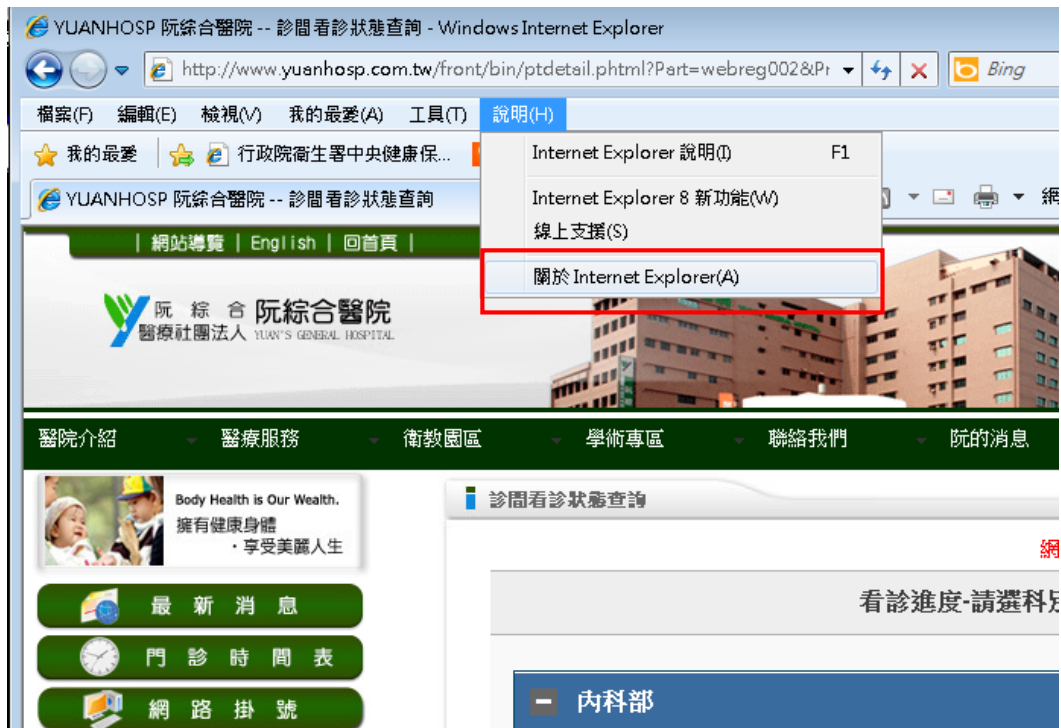 YUANHOSP 阮綜合醫院 -- 診間看診狀態查詢 - Windows Internet Explorer
http://www.yuanhosp.com.tw/front/bin/ptdetail.phtml?Part=webreg002&Pr
Bing
檔案(F) 編輯(E) 檢視(V) 我的最愛(A) 工具(T) 說明(H)
我的最愛 行政院衛生署中央健康保...
Internet Explorer 說明(I) F1
Internet Explorer 8 新功能(W)
線上支援(S)
關於 Internet Explorer(A)
YUANHOSP 阮綜合醫院 -- 診間看診狀態查詢
網
| 網站導覽 | English | 回首頁 |
阮 綜 合 阮綜合醫院
醫療社團法人 YUAN'S GENERAL HOSPITAL
醫院介紹 醫療服務 衛教園區 學術專區 聯絡我們 阮的消息
Body Health is Our Wealth.
擁有健康身體
・享受美麗人生
診間看診狀態查詢
網
看診進度-請選科別
最 新 消 息
門 診 時 間 表
網 路 掛 號
內科部